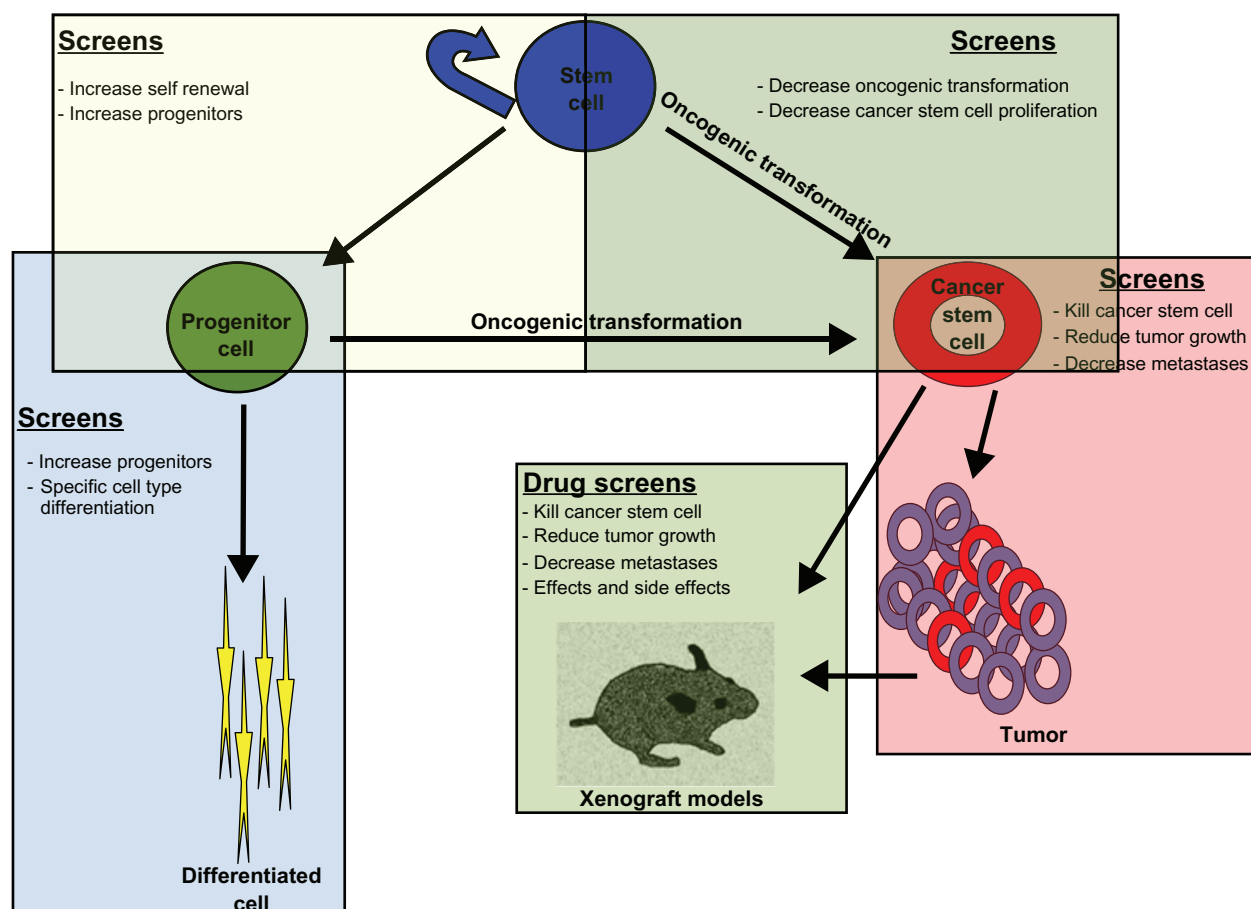 Screens
- Increase self renewal
- Increase progenitors
Stem
cell
Screens
- Decrease oncogenic transformation
- Decrease cancer stem cell proliferation
Oncogenic transformation
Progenitor
cell
Oncogenic transformation
Cancer
stem
cell
Screens
- Kill cancer stem cell
- Reduce tumor growth
- Decrease metastases
Screens
- Increase progenitors
- Specific cell type
differentiation
Drug screens
- Kill cancer stem cell
- Reduce tumor growth
- Decrease metastases
- Effects and side effects
Xenograft models
Tumor
Differentiated
cell